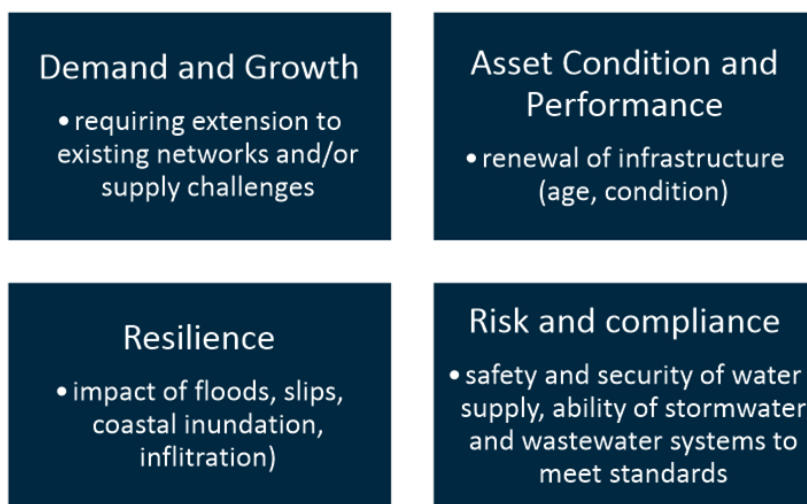 Demand and Growth
• requiring extension to
existing networks and/or
supply challenges
Asset Condition and
Performance
• renewal of infrastructure
(age, condition)
Resilience
• impact of floods, slips,
coastal inundation,
inflitration)
Risk and compliance
• safety and security of water
supply, ability of stormwater
and wastewater systems to
meet standards